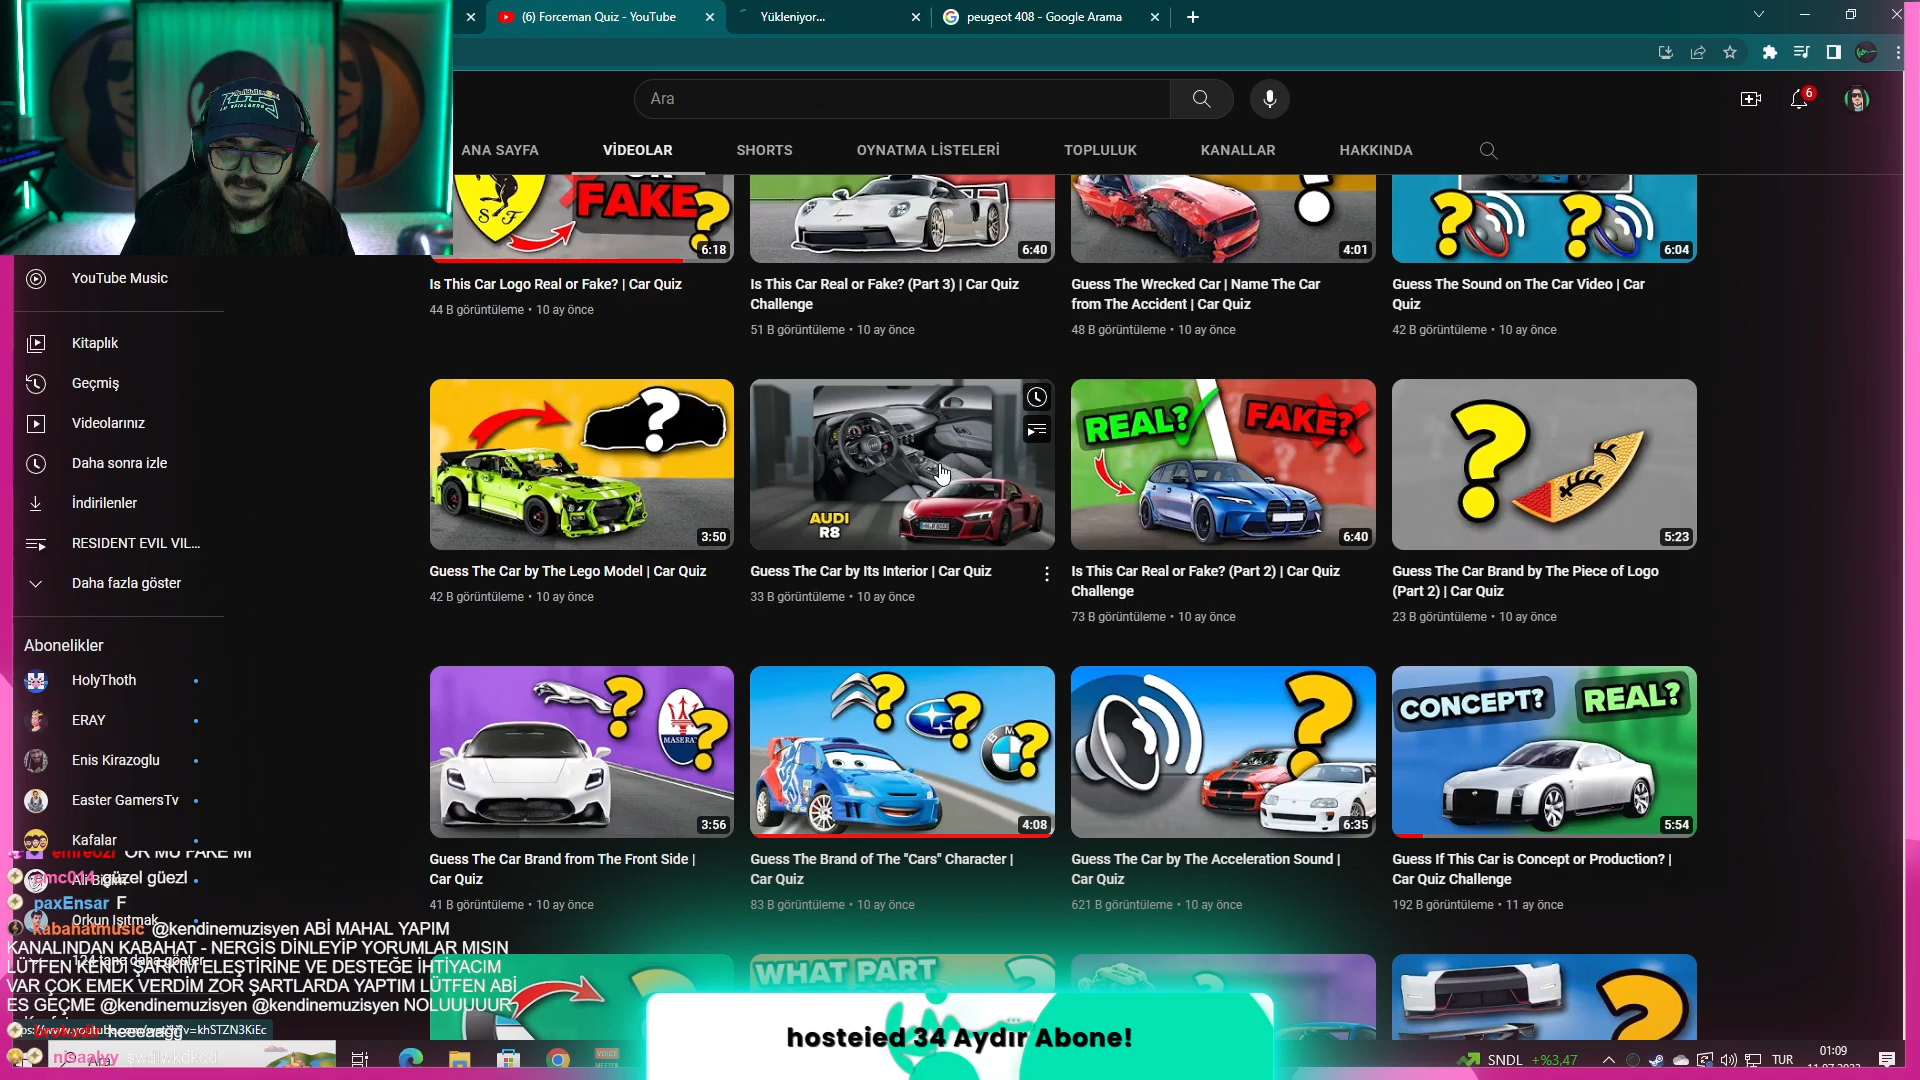 (6) Forceman Quiz - YouTube
Yükleniyor...
peugeot 408 - Google Arama
Ara
6
ANA SAYFA
VİDEOLAR
SHORTS
OYNATMA LİSTELERİ
TOPLULUK
KANALLAR
HAKKINDA
YouTube Music
Kitaplık
Geçmiş
Videolarınız
Daha sonra izle
İndirilenler
RESIDENT EVIL VIL...
Daha fazla göster
Abonelikler
HolyThoth
ERAY
Enis Kirazoglu
Easter GamersTv
Kafalar
Ali Biçim
Orkun Işıtmak
124 tane daha göster
S F
FAKE
6:18
6:40
4:01
6:04
Is This Car Logo Real or Fake? | Car Quiz
44 B görüntüleme • 10 ay önce
Is This Car Real or Fake? (Part 3) | Car Quiz
Challenge
51 B görüntüleme • 10 ay önce
Guess The Wrecked Car | Name The Car
from The Accident | Car Quiz
48 B görüntüleme • 10 ay önce
Guess The Sound on The Car Video | Car
Quiz
42 B görüntüleme • 10 ay önce
?
3:50
AUDI
R8
REAL?
FAKE?
6:40
?
5:23
Guess The Car by The Lego Model | Car Quiz
42 B görüntüleme • 10 ay önce
Guess The Car by Its Interior | Car Quiz
33 B görüntüleme • 10 ay önce
Is This Car Real or Fake? (Part 2) | Car Quiz
Challenge
73 B görüntüleme • 10 ay önce
Guess The Car Brand by The Piece of Logo
(Part 2) | Car Quiz
23 B görüntüleme • 10 ay önce
MASERATI
3:56
BM
4:08
6:35
CONCEPT?
REAL?
5:54
Guess The Car Brand from The Front Side |
Car Quiz
41 B görüntüleme • 10 ay önce
Guess The Brand of The "Cars" Character |
Car Quiz
83 B görüntüleme • 10 ay önce
Guess The Car by The Acceleration Sound |
Car Quiz
621 B görüntüleme • 10 ay önce
Guess If This Car is Concept or Production? |
Car Quiz Challenge
192 B görüntüleme • 11 ay önce
WHAT PART
emc014 güzel güezl
paxEnsar F
kabahatmusic @kendinemuzisyen ABİ MAHAL YAPIM
KANALINDAN KABAHAT - NERGİS DİNLEYİP YORUMLAR MISIN
LÜTFEN KENDİ ŞARKIM ELEŞTİRİNE VE DESTEĞE İHTİYACIM
VAR ÇOK EMEK VERDİM ZOR ŞARTLARDA YAPTIM LÜTFEN ABİ
ES GEÇME @kendinemuzisyen @kendinemuzisyen NOLUUUUUR
heeeaağğ
nisaalyy
Ara
hosteied 34 Aydır Abone!
SNDL +%3,47
TUR
01:09